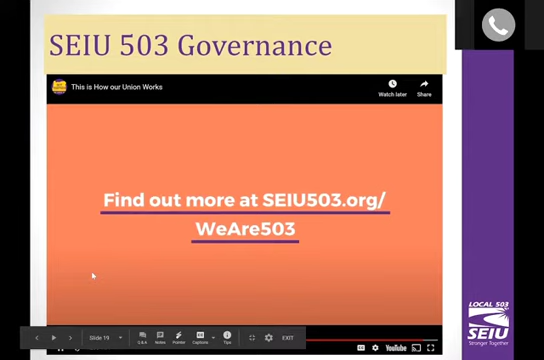 SEIU 503 Governance
This is How our Union Works
Watch later
Share
Find out more at SEIU503.org/
WeAre503
Slide 19
Q&A
Notes
Pointer
Captions
Tips
EXIT
YouTube
LOCAL 503
SEIU
Stronger Together